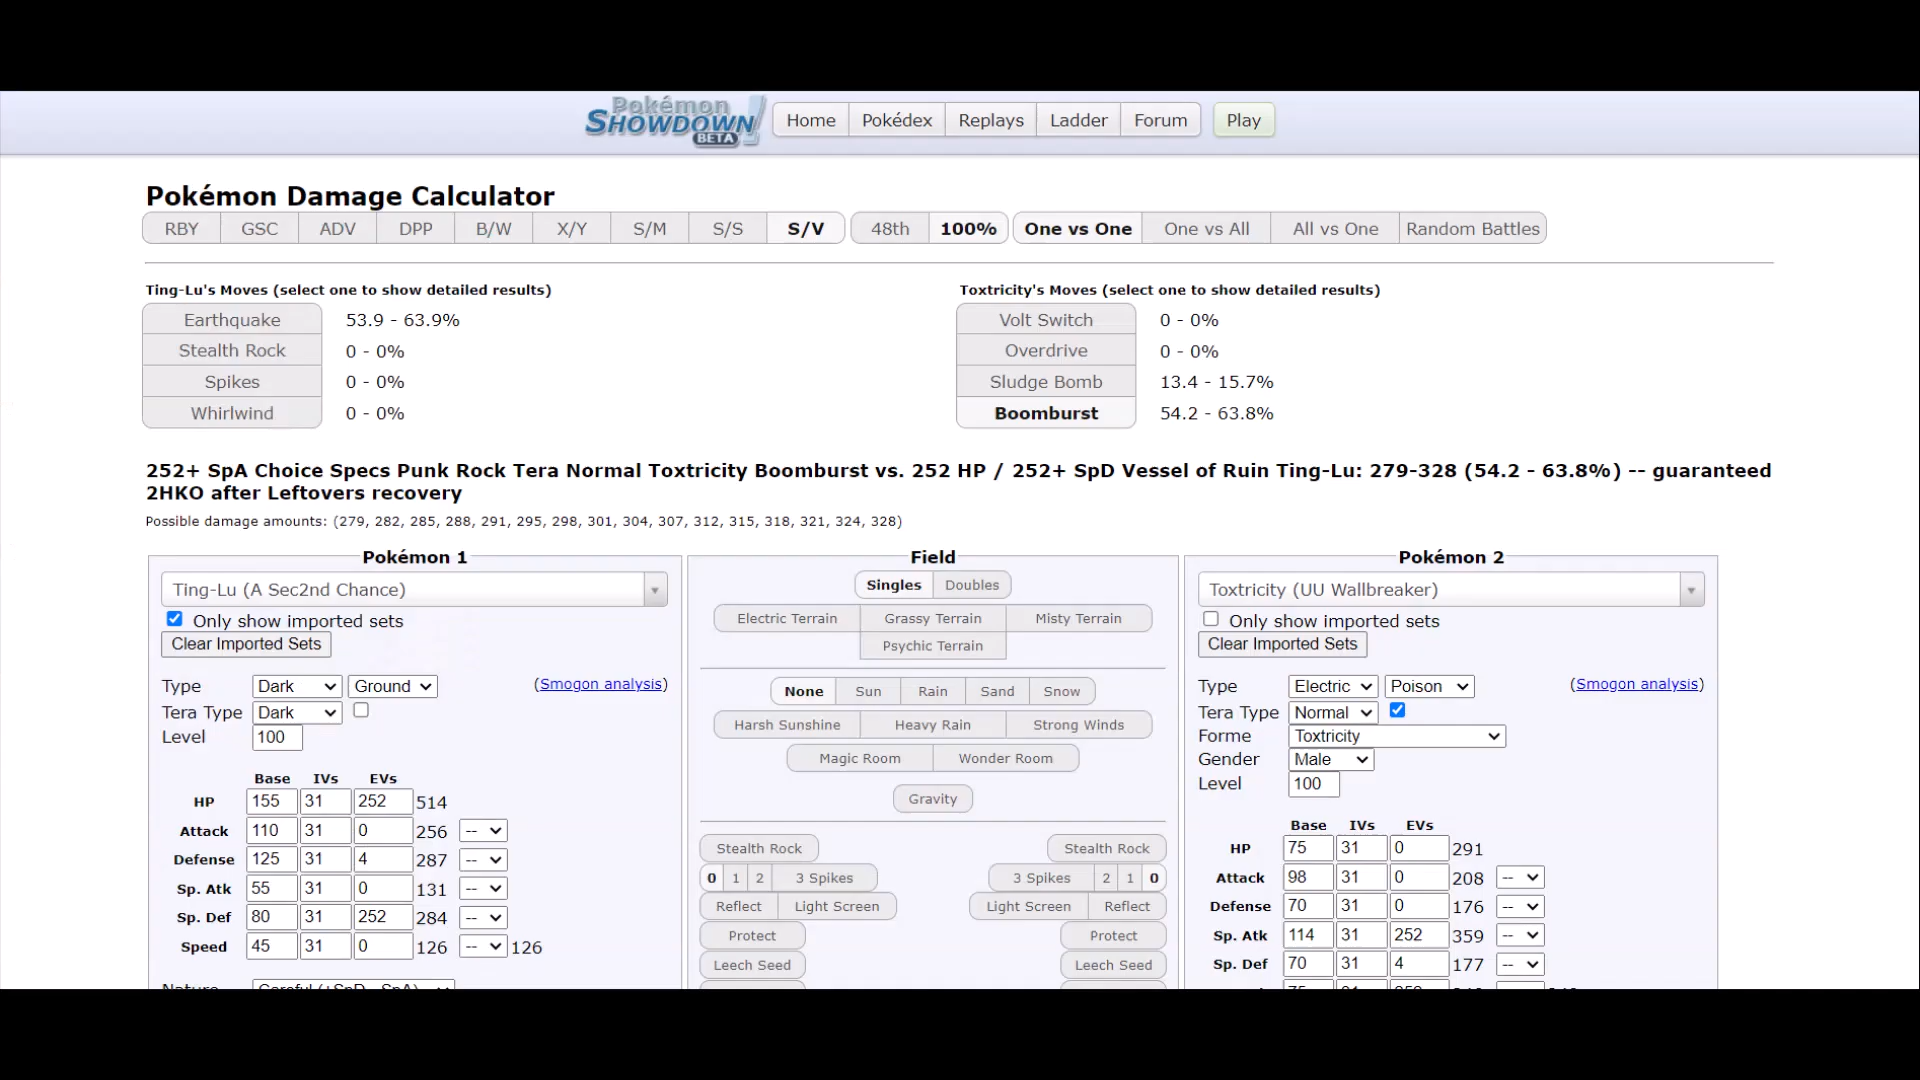 Pokémon
SHOWDOWN!
BETA
Home Pokédex Replays Ladder Forum Play
Pokémon Damage Calculator
RBY GSC ADV DPP B/W X/Y S/M S/S S/V 48th 100% One vs One One vs All All vs One Random Battles
Ting-Lu's Moves (select one to show detailed results)
Earthquake 53.9 - 63.9%
Stealth Rock 0 - 0%
Spikes 0 - 0%
Whirlwind 0 - 0%
Toxtricity's Moves (select one to show detailed results)
Volt Switch 0 - 0%
Overdrive 0 - 0%
Sludge Bomb 13.4 - 15.7%
Boomburst 54.2 - 63.8%
252+ SpA Choice Specs Punk Rock Tera Normal Toxtricity Boomburst vs. 252 HP / 252+ SpD Vessel of Ruin Ting-Lu: 279-328 (54.2 - 63.8%) -- guaranteed
2HKO after Leftovers recovery
Possible damage amounts: (279, 282, 285, 288, 291, 295, 298, 301, 304, 307, 312, 315, 318, 321, 324, 328)
Pokémon 1
Ting-Lu (A Sec2nd Chance)
Only show imported sets
Clear Imported Sets
Type Dark Ground (Smogon analysis)
Tera Type Dark
Level 100
Base IVs EVs
HP 155 31 252 514
Attack 110 31 0 256 --
Defense 125 31 4 287 --
Sp. Atk 55 31 0 131 --
Sp. Def 80 31 252 284 --
Speed 45 31 0 126 -- 126
Nature Careful (+SpD, -SpA)
Field
Singles Doubles
Electric Terrain Grassy Terrain Misty Terrain
Psychic Terrain
None Sun Rain Sand Snow
Harsh Sunshine Heavy Rain Strong Winds
Magic Room Wonder Room
Gravity
Stealth Rock Stealth Rock
0 1 2 3 Spikes 3 Spikes 2 1 0
Reflect Light Screen Light Screen Reflect
Protect Protect
Leech Seed Leech Seed
Pokémon 2
Toxtricity (UU Wallbreaker)
Only show imported sets
Clear Imported Sets
Type Electric Poison (Smogon analysis)
Tera Type Normal
Forme Toxtricity
Gender Male
Level 100
Base IVs EVs
HP 75 31 0 291
Attack 98 31 0 208 --
Defense 70 31 0 176 --
Sp. Atk 114 31 252 359 --
Sp. Def 70 31 4 177 --
75 31 252